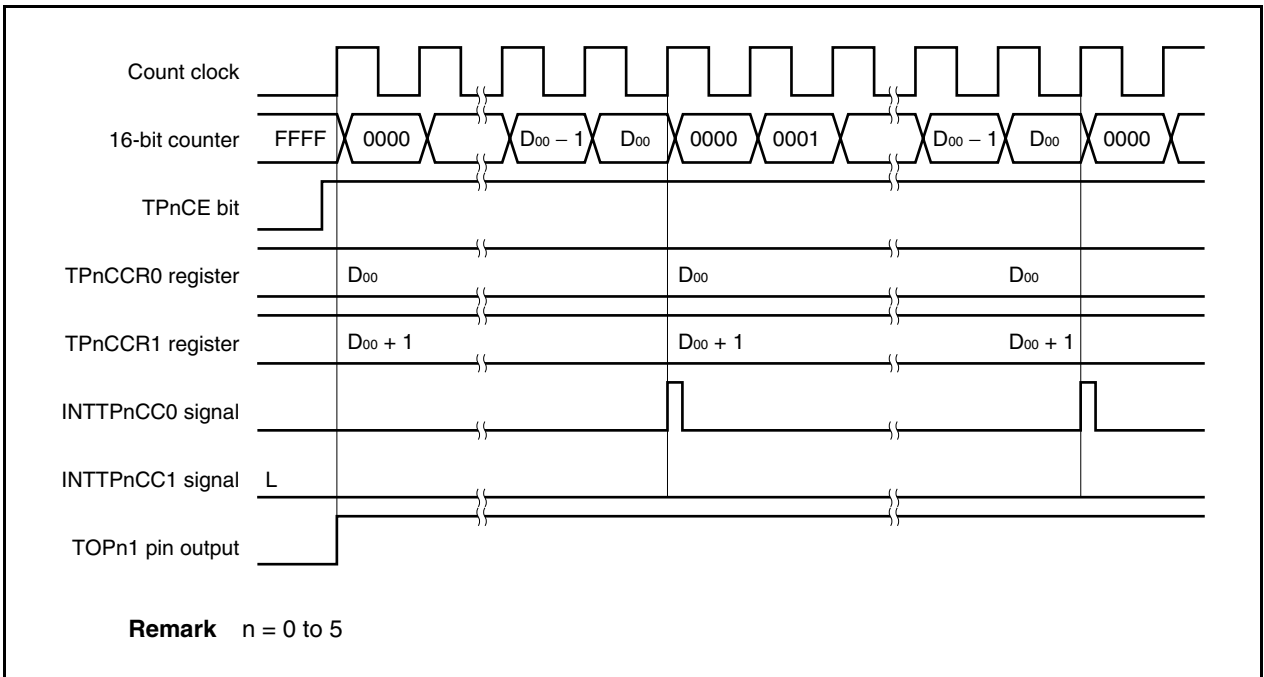 Count clock
16-bit counter FFFF 0000 D00 − 1 D00 0000 0001 D00 − 1 D00 0000
TPnCE bit
TPnCCR0 register D00 D00 D00
TPnCCR1 register D00 + 1 D00 + 1 D00 + 1
INTTPnCC0 signal
INTTPnCC1 signal L
TOPn1 pin output
Remark n = 0 to 5